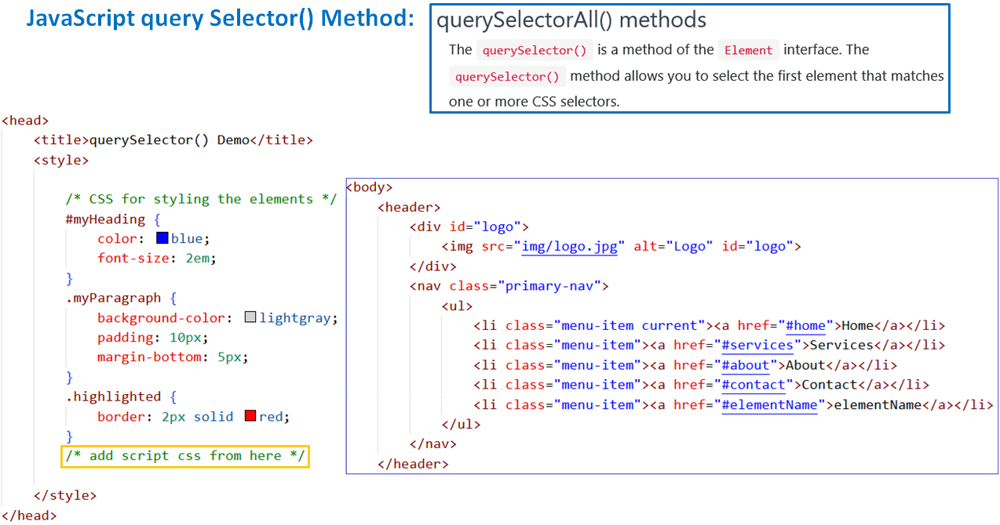 JavaScript query Selector() Method:
querySelectorAll() methods
The querySelector() is a method of the Element interface. The
querySelector() method allows you to select the first element that matches
one or more CSS selectors.
<head>
<title>querySelector() Demo</title>
<style>
/* CSS for styling the elements */
#myHeading {
color: blue;
font-size: 2em;
}
.myParagraph {
background-color: lightgray;
padding: 10px;
margin-bottom: 5px;
}
.highlighted {
border: 2px solid red;
}
/* add script css from here */
</style>
</head>
<body>
<header>
<div id="logo">
<img src="img/logo.jpg" alt="Logo" id="logo">
</div>
<nav class="primary-nav">
<ul>
<li class="menu-item current"><a href="#home">Home</a></li>
<li class="menu-item"><a href="#services">Services</a></li>
<li class="menu-item"><a href="#about">About</a></li>
<li class="menu-item"><a href="#contact">Contact</a></li>
<li class="menu-item"><a href="#elementName">elementName</a></li>
</ul>
</nav>
</header>